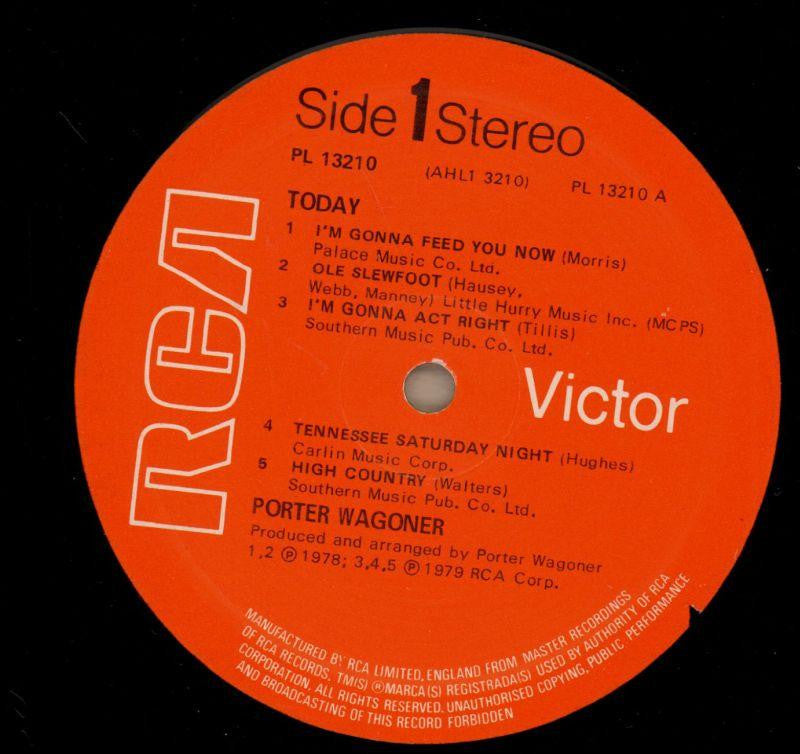 Side 1 Stereo
PL 13210 (AHL1 3210) PL 13210 A
TODAY
1 I'M GONNA FEED YOU NOW (Morris)
Palace Music Co. Ltd.
2 OLE SLEWFOOT (Hausey,
Webb, Manney) Little Hurry Music Inc. (MCPS)
3 I'M GONNA ACT RIGHT (Tillis)
Southern Music Pub. Co. Ltd.
RCA
Victor
4 TENNESSEE SATURDAY NIGHT (Hughes)
Carlin Music Corp.
5 HIGH COUNTRY (Walters)
Southern Music Pub. Co. Ltd.
PORTER WAGONER
Produced and arranged by Porter Wagoner
1,2 ℗ 1978; 3,4,5 ℗ 1979 RCA Corp.
MANUFACTURED BY RCA LIMITED, ENGLAND FROM MASTER RECORDINGS
OF RCA RECORDS, TM(S) ® MARCA(S) REGISTRADA(S) USED BY AUTHORITY OF RCA
CORPORATION. ALL RIGHTS RESERVED. UNAUTHORISED COPYING, PUBLIC PERFORMANCE
AND BROADCASTING OF THIS RECORD FORBIDDEN